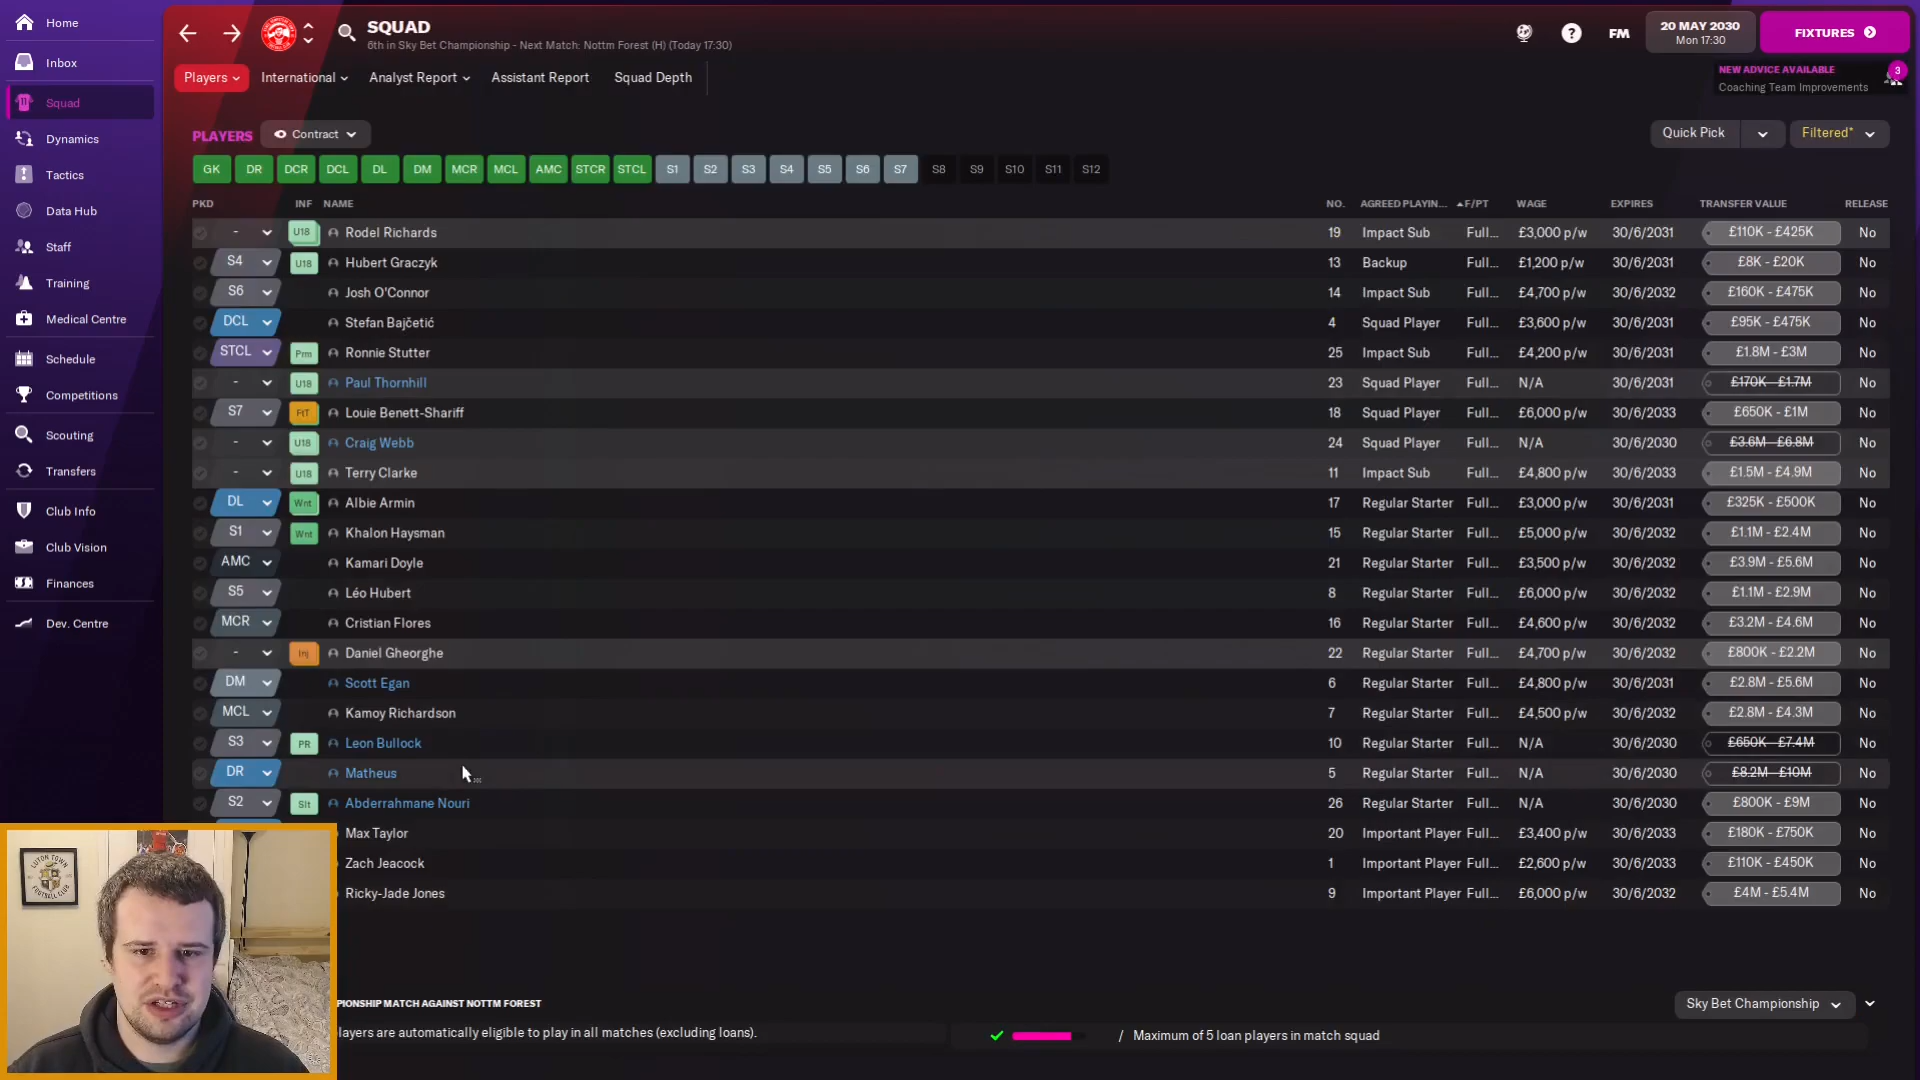 Home
Inbox
Squad
Dynamics
Tactics
Data Hub
Staff
Training
Medical Centre
Schedule
Competitions
Scouting
Transfers
Club Info
Club Vision
Finances
Dev. Centre
SQUAD
6th in Sky Bet Championship - Next Match: Nottm Forest (H) (Today 17:30)
? FM 20 MAY 2030 Mon 17:30 FIXTURES
Players International Analyst Report Assistant Report Squad Depth
NEW ADVICE AVAILABLE 3
Coaching Team Improvements
PLAYERS Contract Quick Pick Filtered*
GK DR DCR DCL DL DM MCR MCL AMC STCR STCL S1 S2 S3 S4 S5 S6 S7 S8 S9 S10 S11 S12
PKD INF NAME NO. AGREED PLAYIN... F/PT WAGE EXPIRES TRANSFER VALUE RELEASE
- U18 Rodel Richards 19 Impact Sub Full... £3,000 p/w 30/6/2031 £110K - £425K No
S4 U18 Hubert Graczyk 13 Backup Full... £1,200 p/w 30/6/2031 £8K - £20K No
S6 Josh O'Connor 14 Impact Sub Full... £4,700 p/w 30/6/2032 £160K - £475K No
DCL Stefan Bajčetić 4 Squad Player Full... £3,600 p/w 30/6/2031 £95K - £475K No
STCL Prm Ronnie Stutter 25 Impact Sub Full... £4,200 p/w 30/6/2031 £1.8M - £3M No
- U18 Paul Thornhill 23 Squad Player Full... N/A 30/6/2031 £170K - £1.7M No
S7 FtT Louie Benett-Shariff 18 Squad Player Full... £6,000 p/w 30/6/2033 £650K - £1M No
- U18 Craig Webb 24 Squad Player Full... N/A 30/6/2030 £3.6M - £6.8M No
- U18 Terry Clarke 11 Impact Sub Full... £4,800 p/w 30/6/2033 £1.5M - £4.9M No
DL Wnt Albie Armin 17 Regular Starter Full... £3,000 p/w 30/6/2031 £325K - £500K No
S1 Wnt Khalon Haysman 15 Regular Starter Full... £5,000 p/w 30/6/2032 £1.1M - £2.4M No
AMC Kamari Doyle 21 Regular Starter Full... £3,500 p/w 30/6/2032 £3.9M - £5.6M No
S5 Léo Hubert 8 Regular Starter Full... £6,000 p/w 30/6/2032 £1.1M - £2.9M No
MCR Cristian Flores 16 Regular Starter Full... £4,600 p/w 30/6/2032 £3.2M - £4.6M No
- Inj Daniel Gheorghe 22 Regular Starter Full... £4,700 p/w 30/6/2032 £800K - £2.2M No
DM Scott Egan 6 Regular Starter Full... £4,800 p/w 30/6/2031 £2.8M - £5.6M No
MCL Kamoy Richardson 7 Regular Starter Full... £4,500 p/w 30/6/2032 £2.8M - £4.3M No
S3 PR Leon Bullock 10 Regular Starter Full... N/A 30/6/2030 £650K - £7.4M No
DR Matheus 5 Regular Starter Full... N/A 30/6/2030 £8.2M - £10M No
S2 Slt Abderrahmane Nouri 26 Regular Starter Full... N/A 30/6/2030 £800K - £9M No
Max Taylor 20 Important Player Full... £3,400 p/w 30/6/2033 £180K - £750K No
Zach Jeacock 1 Important Player Full... £2,600 p/w 30/6/2033 £110K - £450K No
Ricky-Jade Jones 9 Important Player Full... £6,000 p/w 30/6/2032 £4M - £5.4M No
LUTON TOWN
FOOTBALL CLUB
PIONSHIP MATCH AGAINST NOTTM FOREST Sky Bet Championship
layers are automatically eligible to play in all matches (excluding loans). / Maximum of 5 loan players in match squad